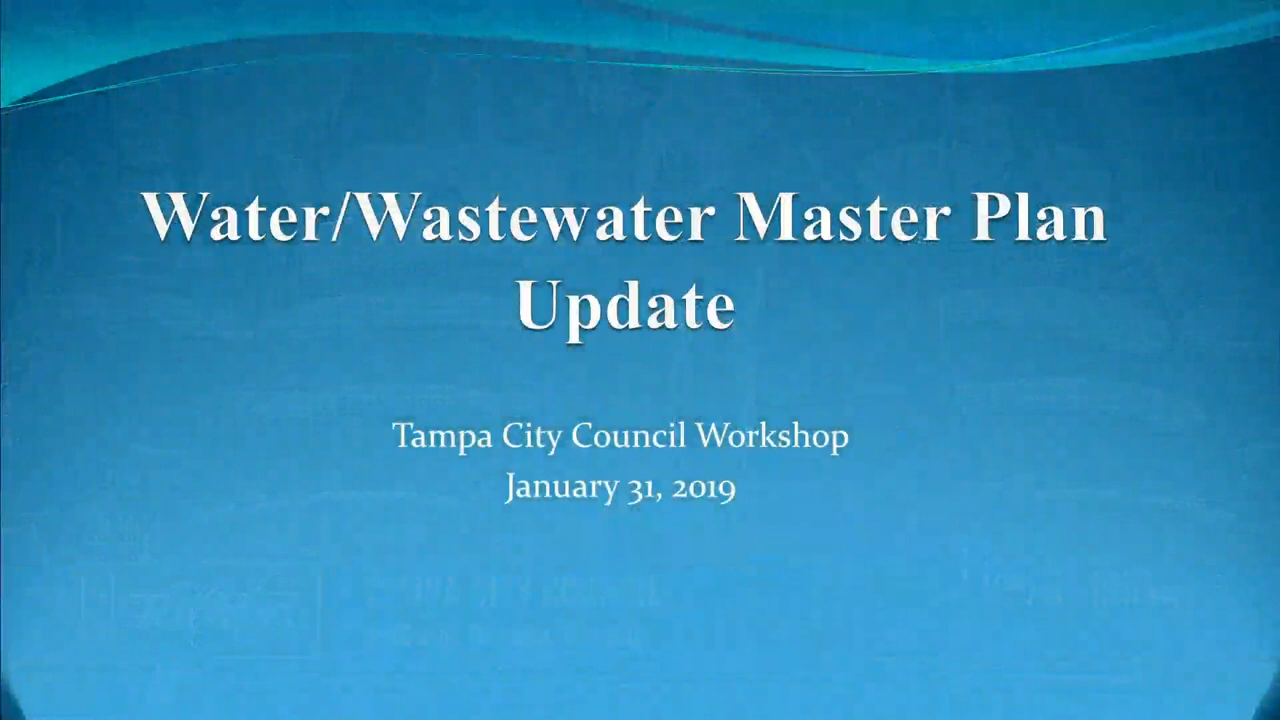 Water/Wastewater Master Plan
Update
Tampa City Council Workshop
January 31, 2019